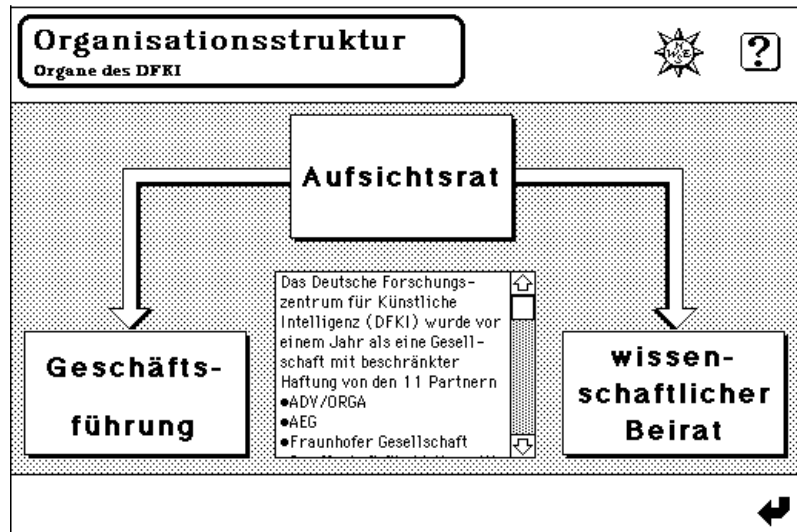 Organisationsstruktur
Organe des DFKI
N
W E
S
?
Aufsichtsrat
Geschäfts-
führung
Das Deutsche Forschungs-
zentrum für Künstliche
Intelligenz (DFKI) wurde vor
einem Jahr als eine Gesell-
schaft mit beschränkter
Haftung von den 11 Partnern
●ADV/ORGA
●AEG
●Fraunhofer Gesellschaft
wissen-
schaftlicher
Beirat